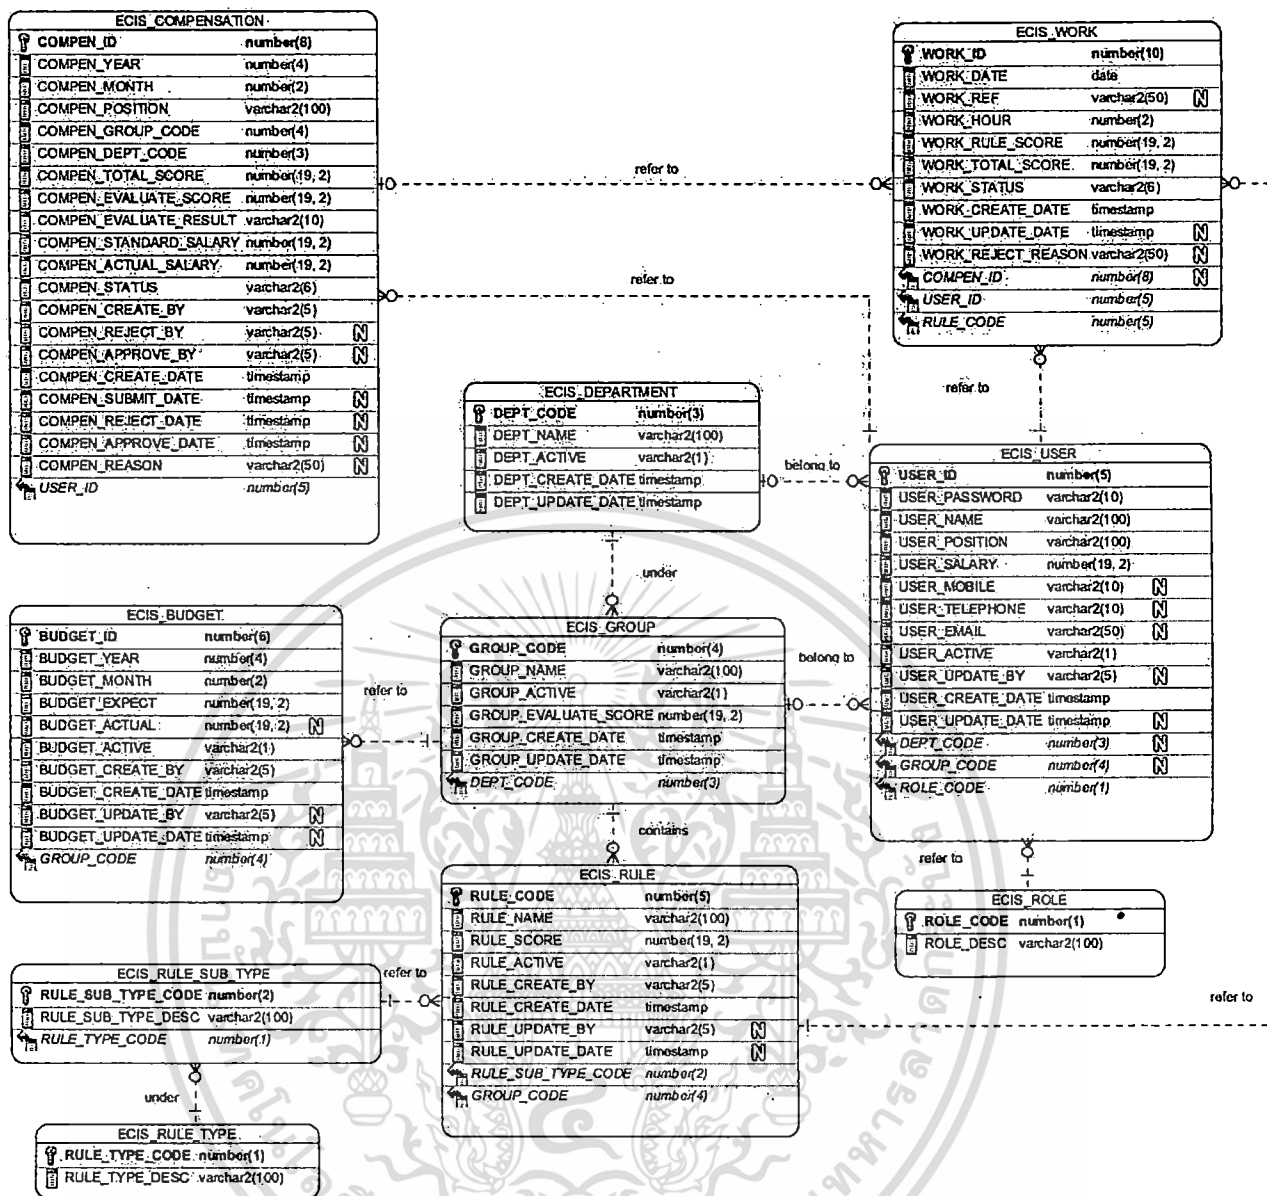 ECIS_COMPENSATION
COMPEN_ID number(8)
COMPEN_YEAR number(4)
COMPEN_MONTH number(2)
COMPEN_POSITION varchar2(100)
COMPEN_GROUP_CODE number(4)
COMPEN_DEPT_CODE number(3)
COMPEN_TOTAL_SCORE number(19, 2)
COMPEN_EVALUATE_SCORE number(19, 2)
COMPEN_EVALUATE_RESULT varchar2(10)
COMPEN_STANDARD_SALARY number(19, 2)
COMPEN_ACTUAL_SALARY number(19, 2)
COMPEN_STATUS varchar2(6)
COMPEN_CREATE_BY varchar2(5)
COMPEN_REJECT_BY varchar2(5) N
COMPEN_APPROVE_BY varchar2(5) N
COMPEN_CREATE_DATE timestamp
COMPEN_SUBMIT_DATE timestamp N
COMPEN_REJECT_DATE timestamp N
COMPEN_APPROVE_DATE timestamp N
COMPEN_REASON varchar2(50) N
USER_ID number(5)
refer to
refer to
ECIS_WORK
WORK_ID number(10)
WORK_DATE date
WORK_REF varchar2(50) N
WORK_HOUR number(2)
WORK_RULE_SCORE number(19, 2)
WORK_TOTAL_SCORE number(19, 2)
WORK_STATUS varchar2(6)
WORK_CREATE_DATE timestamp
WORK_UPDATE_DATE timestamp N
WORK_REJECT_REASON varchar2(50) N
COMPEN_ID number(8) N
USER_ID number(5)
RULE_CODE number(5)
refer to
ECIS_DEPARTMENT
DEPT_CODE number(3)
DEPT_NAME varchar2(100)
DEPT_ACTIVE varchar2(1)
DEPT_CREATE_DATE timestamp
DEPT_UPDATE_DATE timestamp
belong to
under
ECIS_USER
USER_ID number(5)
USER_PASSWORD varchar2(10)
USER_NAME varchar2(100)
USER_POSITION varchar2(100)
USER_SALARY number(19, 2)
USER_MOBILE varchar2(10) N
USER_TELEPHONE varchar2(10) N
USER_EMAIL varchar2(50) N
USER_ACTIVE varchar2(1)
USER_UPDATE_BY varchar2(5) N
USER_CREATE_DATE timestamp
USER_UPDATE_DATE timestamp N
DEPT_CODE number(3) N
GROUP_CODE number(4) N
ROLE_CODE number(1)
ECIS_BUDGET
BUDGET_ID number(6)
BUDGET_YEAR number(4)
BUDGET_MONTH number(2)
BUDGET_EXPECT number(19, 2)
BUDGET_ACTUAL number(19, 2) N
BUDGET_ACTIVE varchar2(1)
BUDGET_CREATE_BY varchar2(5)
BUDGET_CREATE_DATE timestamp
BUDGET_UPDATE_BY varchar2(5) N
BUDGET_UPDATE_DATE timestamp N
GROUP_CODE number(4)
refer to
ECIS_GROUP
GROUP_CODE number(4)
GROUP_NAME varchar2(100)
GROUP_ACTIVE varchar2(1)
GROUP_EVALUATE_SCORE number(19, 2)
GROUP_CREATE_DATE timestamp
GROUP_UPDATE_DATE timestamp
DEPT_CODE number(3)
belong to
contains
refer to
ECIS_ROLE
ROLE_CODE number(1)
ROLE_DESC varchar2(100)
ECIS_RULE
RULE_CODE number(5)
RULE_NAME varchar2(100)
RULE_SCORE number(19, 2)
RULE_ACTIVE varchar2(1)
RULE_CREATE_BY varchar2(5)
RULE_CREATE_DATE timestamp
RULE_UPDATE_BY varchar2(5) N
RULE_UPDATE_DATE timestamp N
RULE_SUB_TYPE_CODE number(2)
GROUP_CODE number(4)
refer to
ECIS_RULE_SUB_TYPE
RULE_SUB_TYPE_CODE number(2)
RULE_SUB_TYPE_DESC varchar2(100)
RULE_TYPE_CODE number(1)
refer to
under
ECIS_RULE_TYPE
RULE_TYPE_CODE number(1)
RULE_TYPE_DESC varchar2(100)